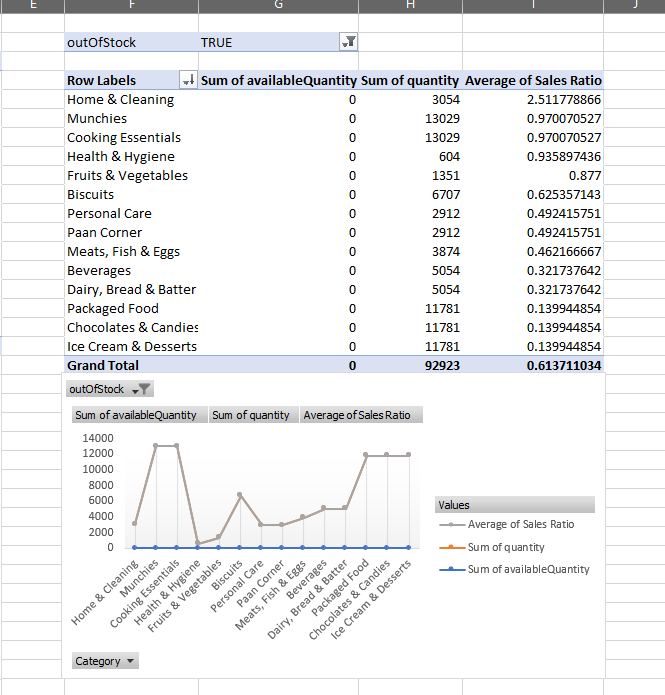 E F G H I J
outOfStock TRUE
Row Labels Sum of availableQuantity Sum of quantity Average of Sales Ratio
Home & Cleaning 0 3054 2.511778866
Munchies 0 13029 0.970070527
Cooking Essentials 0 13029 0.970070527
Health & Hygiene 0 604 0.935897436
Fruits & Vegetables 0 1351 0.877
Biscuits 0 6707 0.625357143
Personal Care 0 2912 0.492415751
Paan Corner 0 2912 0.492415751
Meats, Fish & Eggs 0 3874 0.462166667
Beverages 0 5054 0.321737642
Dairy, Bread & Batter 0 5054 0.321737642
Packaged Food 0 11781 0.139944854
Chocolates & Candies 0 11781 0.139944854
Ice Cream & Desserts 0 11781 0.139944854
Grand Total 0 92923 0.613711034
outOfStock
Sum of availableQuantity Sum of quantity Average of Sales Ratio
14000
12000
10000
8000
6000
4000
2000
0
Home & Cleaning
Munchies
Cooking Essentials
Health & Hygiene
Fruits & Vegetables
Biscuits
Personal Care
Paan Corner
Meats, Fish & Eggs
Beverages
Dairy, Bread & Batter
Packaged Food
Chocolates & Candies
Ice Cream & Desserts
Values
Average of Sales Ratio
Sum of quantity
Sum of availableQuantity
Category